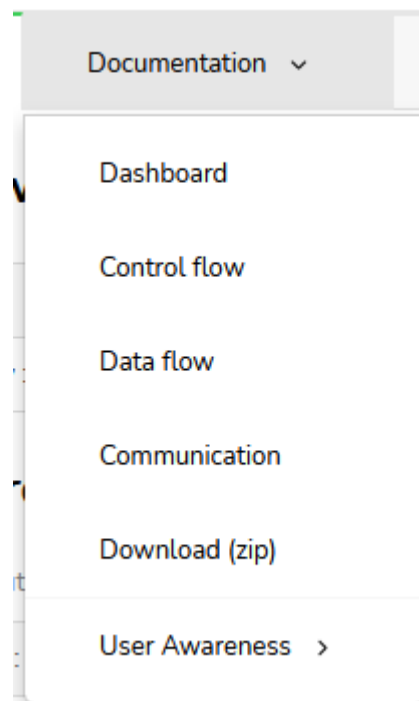 Documentation
Dashboard
Control flow
Data flow
Communication
Download (zip)
User Awareness